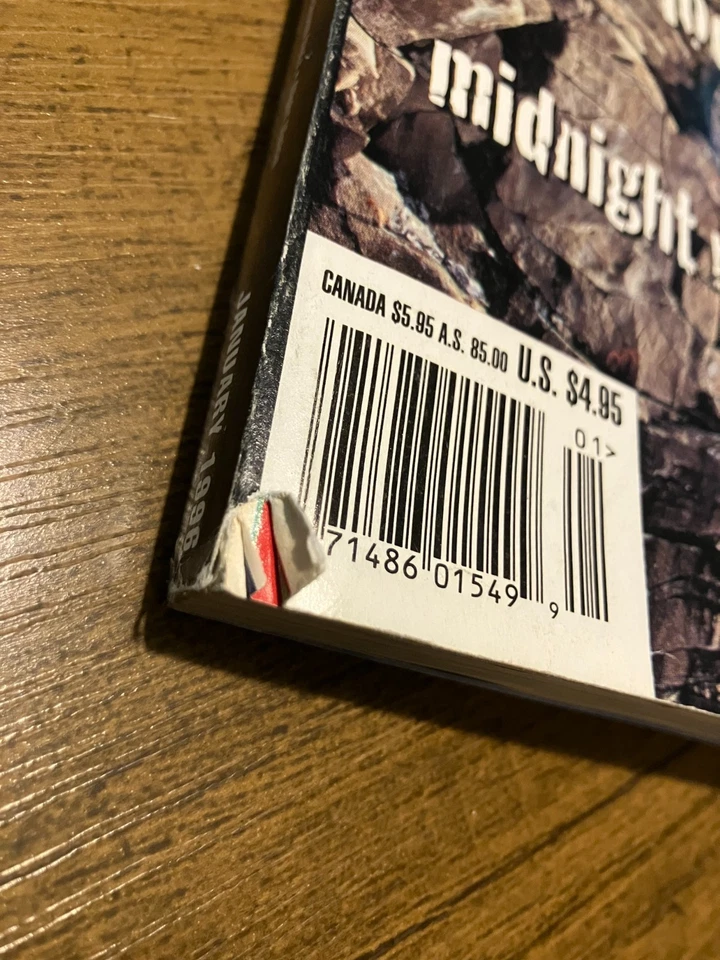 midnight
CANADA $5.95 A.S. 85.00 U.S. $4.95
01>
71486 01549 9
JANUARY 1996